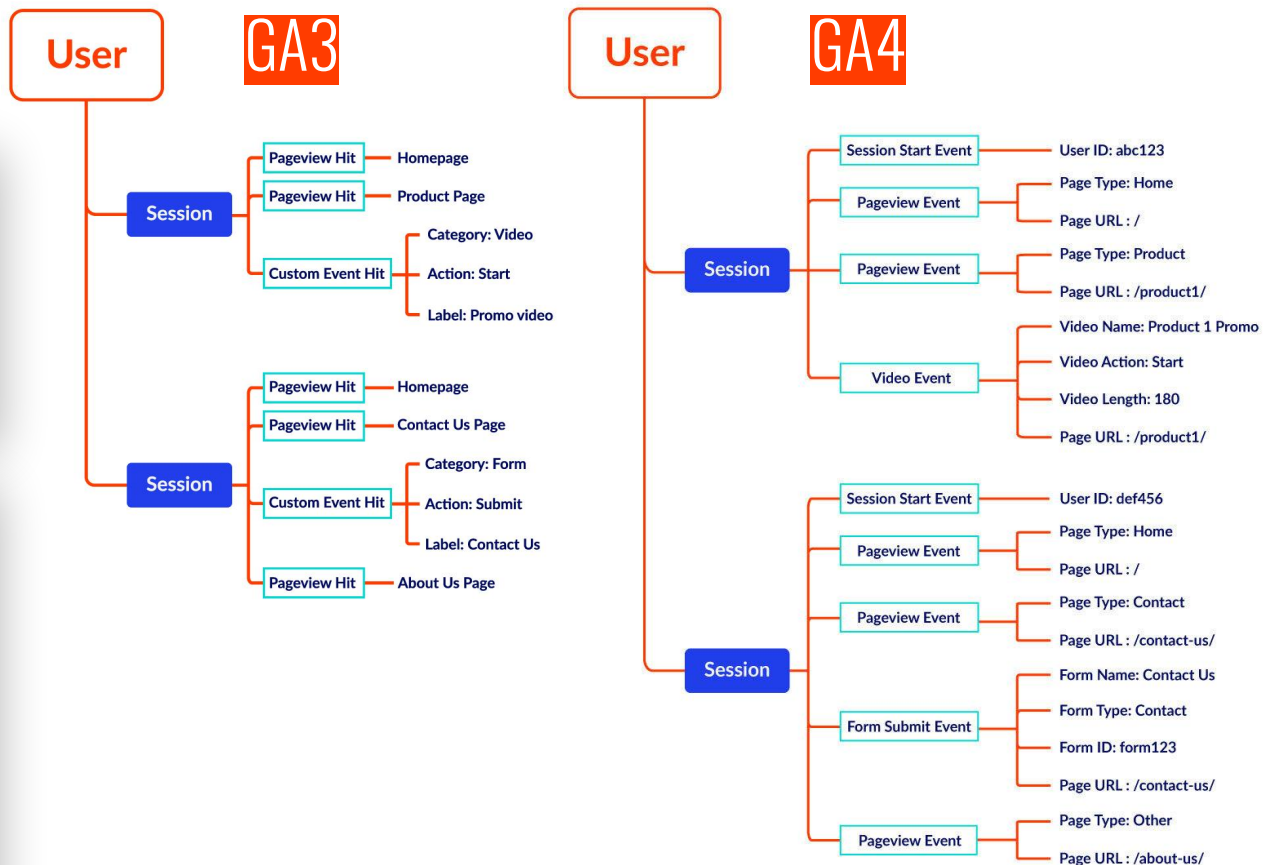 User
GA3
Session
Pageview Hit
Homepage
Pageview Hit
Product Page
Custom Event Hit
Category: Video
Action: Start
Label: Promo video
Session
Pageview Hit
Homepage
Pageview Hit
Contact Us Page
Custom Event Hit
Category: Form
Action: Submit
Label: Contact Us
Pageview Hit
About Us Page
User
GA4
Session
Session Start Event
User ID: abc123
Pageview Event
Page Type: Home
Page URL : /
Pageview Event
Page Type: Product
Page URL : /product1/
Video Event
Video Name: Product 1 Promo
Video Action: Start
Video Length: 180
Page URL : /product1/
Session
Session Start Event
User ID: def456
Pageview Event
Page Type: Home
Page URL : /
Pageview Event
Page Type: Contact
Page URL : /contact-us/
Form Submit Event
Form Name: Contact Us
Form Type: Contact
Form ID: form123
Page URL : /contact-us/
Pageview Event
Page Type: Other
Page URL : /about-us/